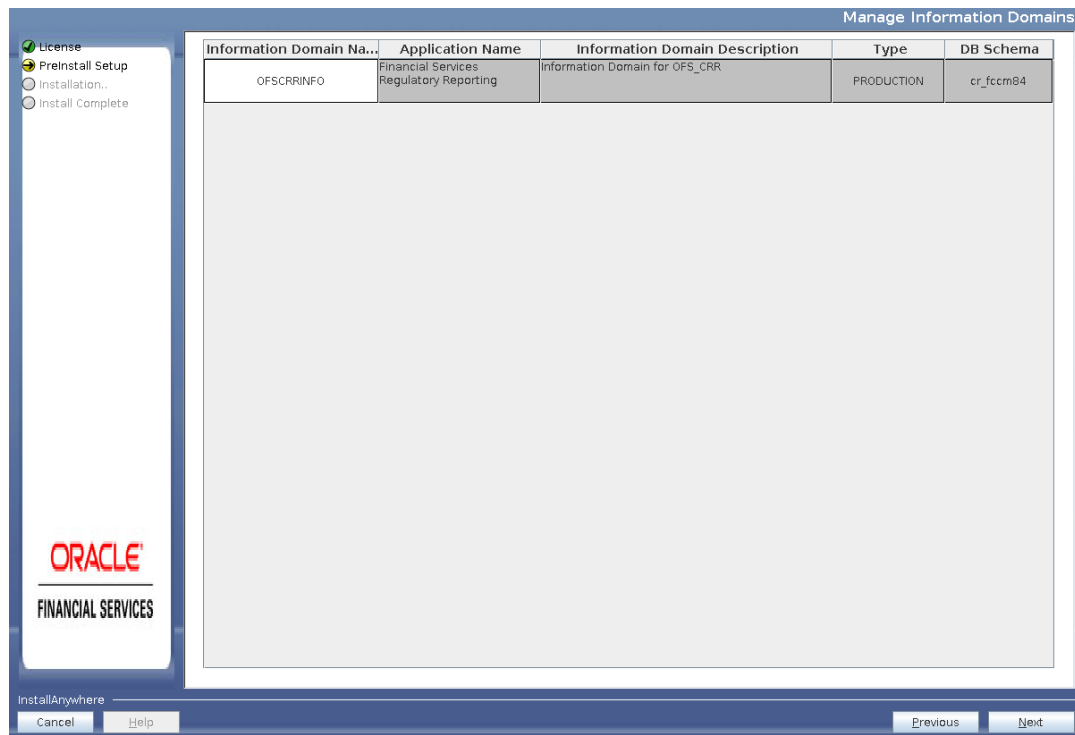 Manage Information Domains
License
PreInstall Setup
Installation..
Install Complete
Information Domain Na... Application Name Information Domain Description Type DB Schema
OFSCRRINFO Financial Services Regulatory Reporting Information Domain for OFS_CRR PRODUCTION cr_fccm84
ORACLE
FINANCIAL SERVICES
InstallAnywhere
Cancel Help Previous Next